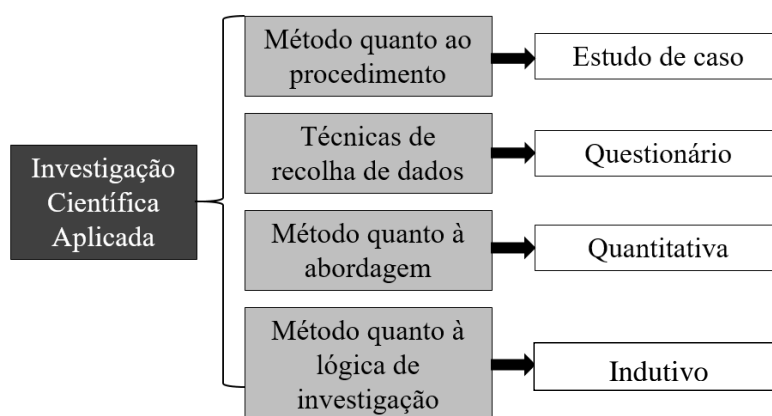 Investigação
Científica
Aplicada
Método quanto ao
procedimento
Estudo de caso
Técnicas de
recolha de dados
Questionário
Método quanto à
abordagem
Quantitativa
Método quanto à
lógica de
investigação
Indutivo